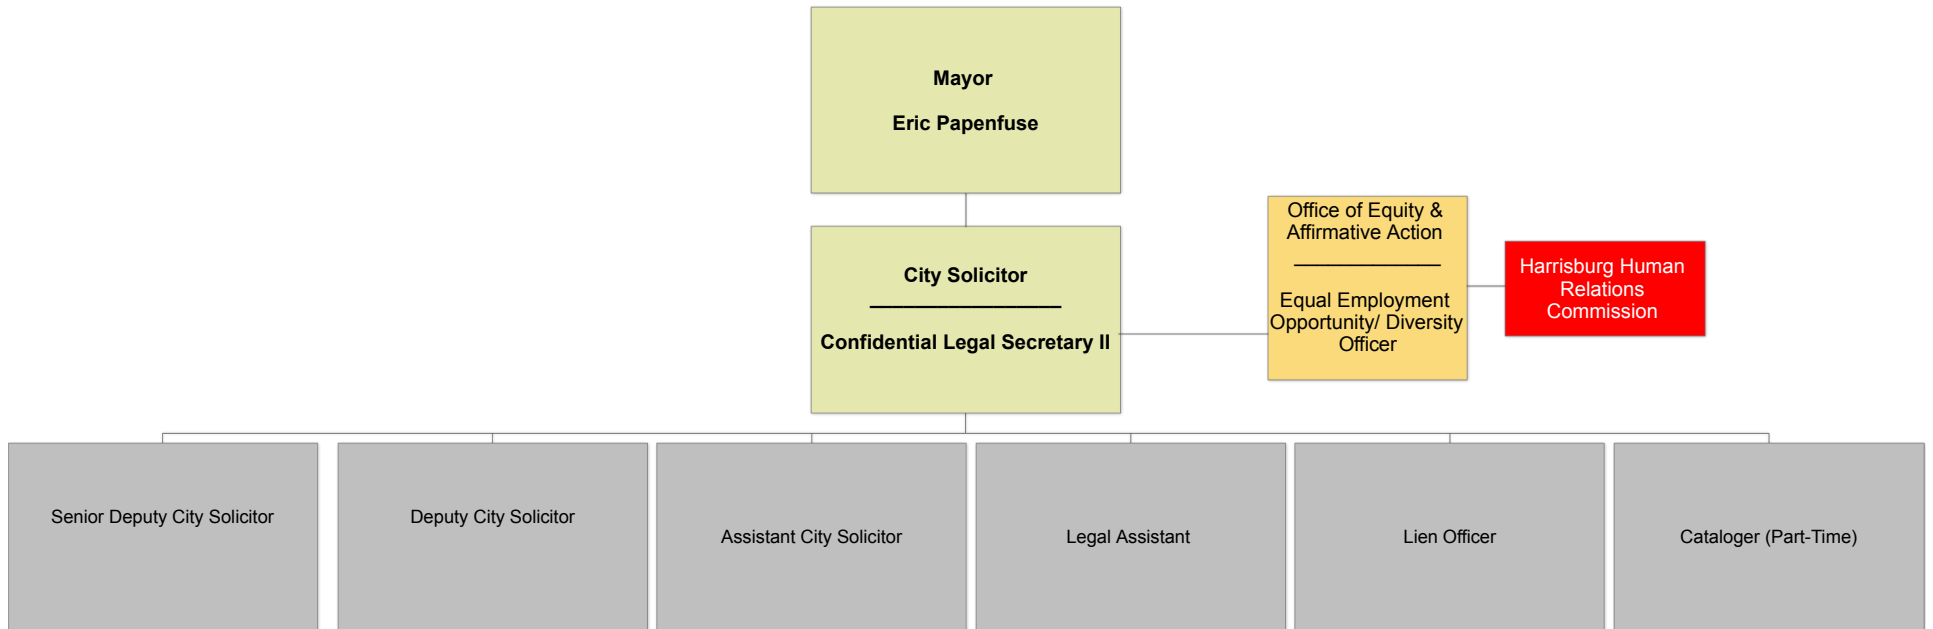 Mayor
Eric Papenfuse
City Solicitor
Confidential Legal Secretary II
Office of Equity &
Affirmative Action
Equal Employment
Opportunity/ Diversity
Officer
Harrisburg Human
Relations
Commission
Senior Deputy City Solicitor
Deputy City Solicitor
Assistant City Solicitor
Legal Assistant
Lien Officer
Cataloger (Part-Time)